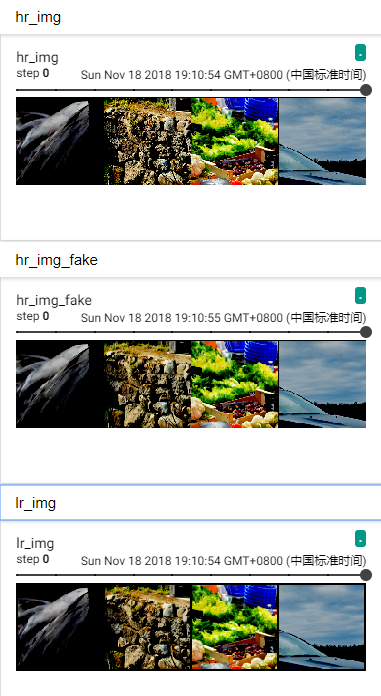 hr_img
hr_img
.
step 0
Sun Nov 18 2018 19:10:54 GMT+0800 (中国标准时间)
hr_img_fake
hr_img_fake
.
step 0
Sun Nov 18 2018 19:10:55 GMT+0800 (中国标准时间)
lr_img
lr_img
.
step 0
Sun Nov 18 2018 19:10:54 GMT+0800 (中国标准时间)